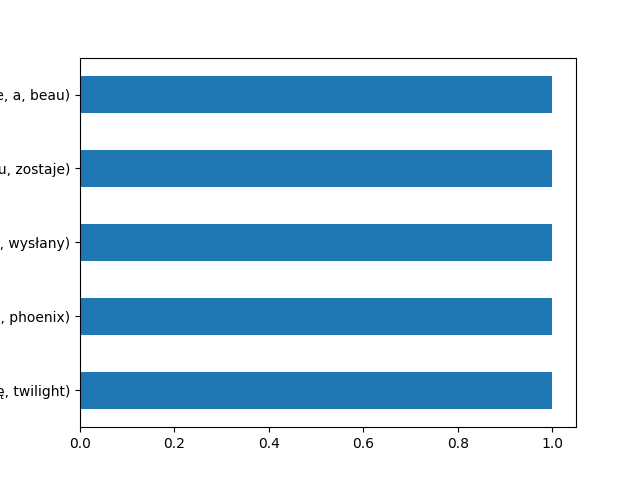 , a, beau)
, zostaje)
, wysłany)
, phoenix)
, twilight)
0.0 0.2 0.4 0.6 0.8 1.0